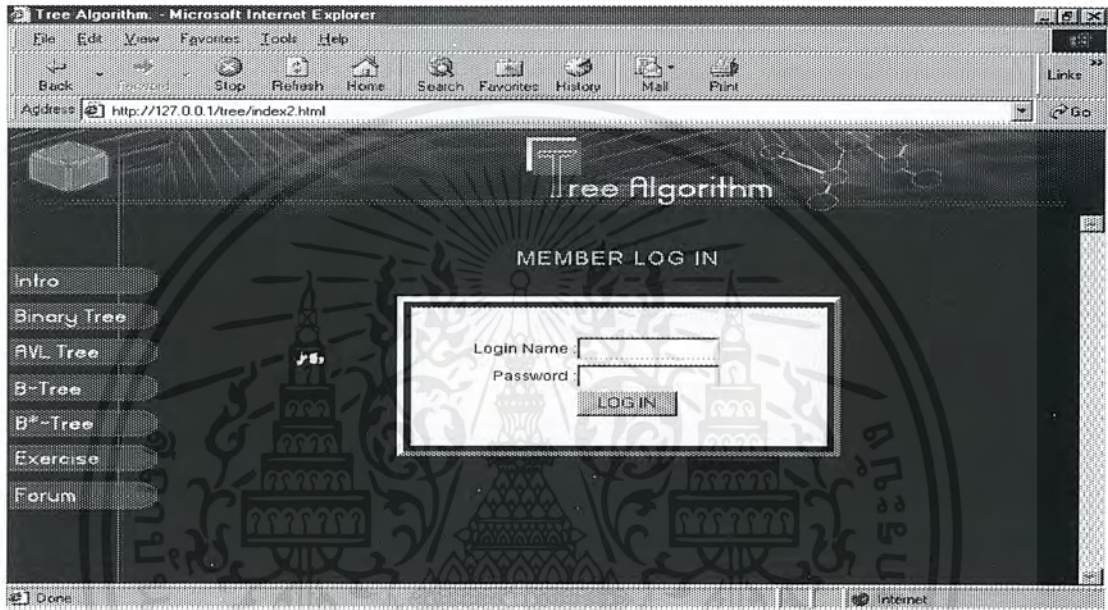 Tree Algorithm. - Microsoft Internet Explorer
File Edit View Favorites Tools Help
Back Forward Stop Refresh Home Search Favorites History Mail Print Links
Address http://127.0.0.1/tree/index2.html Go
Tree Algorithm
MEMBER LOG IN
Intro
Binary Tree
AVL Tree
B-Tree
B*-Tree
Exercise
Forum
Login Name :
Password :
LOG IN
Done Internet